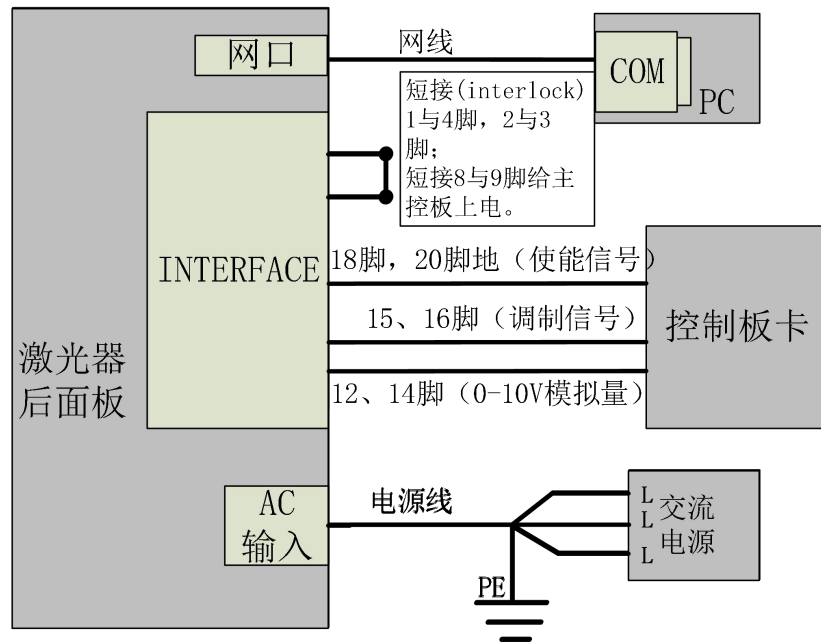 网口
网线
COM
PC
短接(interlock)
1与4脚，2与3
脚；
短接8与9脚给主
控板上电。
INTERFACE
18脚，20脚地（使能信号）
15、16脚（调制信号）
12、14脚（0-10V模拟量）
控制板卡
激光器
后面板
AC
输入
电源线
PE
L
L
L
交流
电源